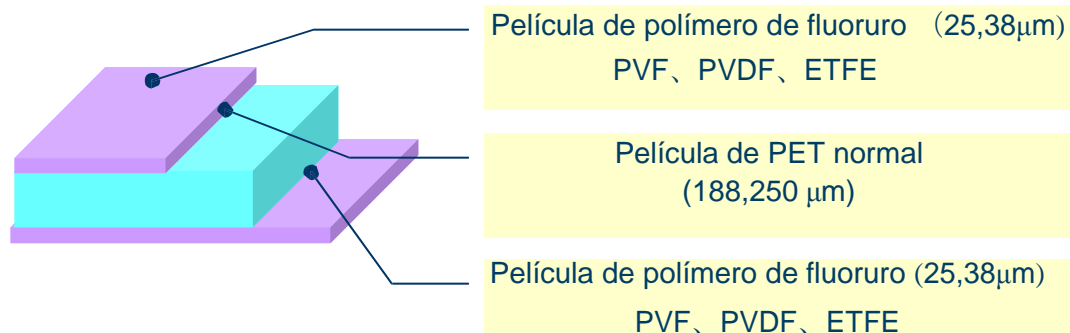 Película de polímero de fluoruro （25,38μm)
PVF、PVDF、ETFE
Película de PET normal
(188,250 μm)
Película de polímero de fluoruro (25,38μm)
PVF、PVDF、ETFE